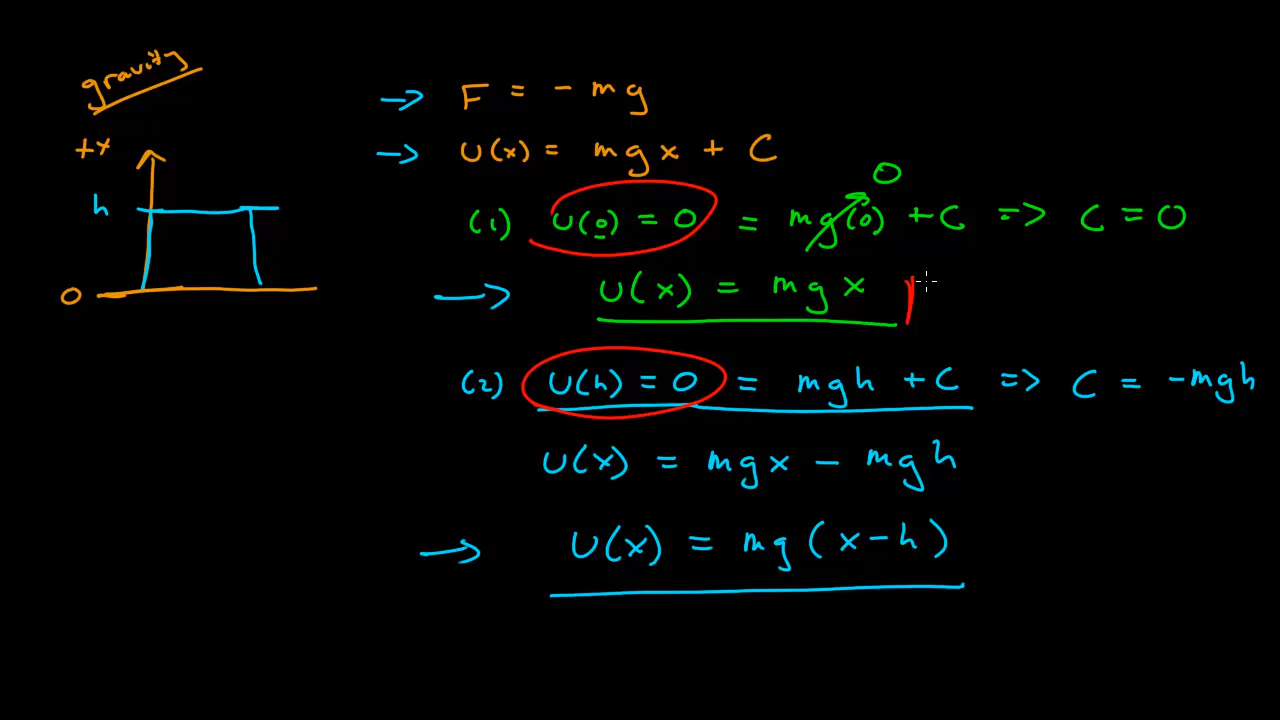 gravity
→ F = - mg
+x
→ U(x) = mgx + C
0
h
(1) U(0) = 0 = mg(0) + C => C = 0
→ U(x) = mgx
0
(2) U(h) = 0 = mgh + C => C = -mgh
U(x) = mgx - mgh
→ U(x) = mg(x-h)